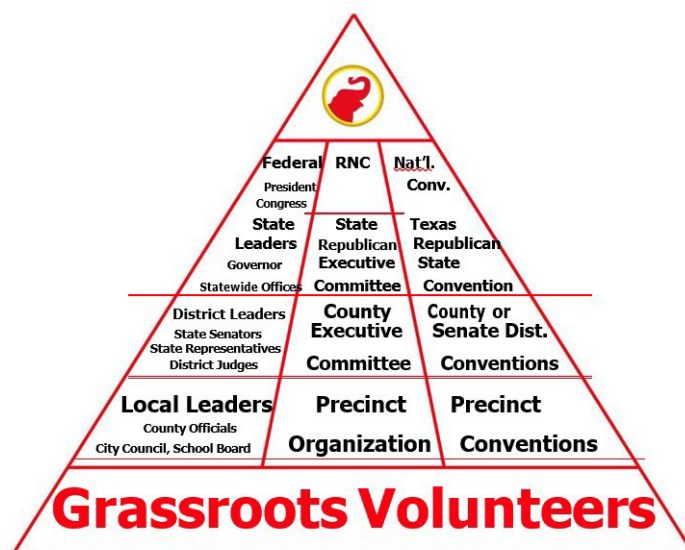 Federal RNC Nat'l.
President Conv.
Congress
State State Texas
Leaders Republican Republican
Governor Executive State
Statewide Offices Committee Convention
District Leaders County County or
State Senators Executive Senate Dist.
State Representatives
District Judges Committee Conventions
Local Leaders Precinct Precinct
County Officials
City Council, School Board Organization Conventions
Grassroots Volunteers